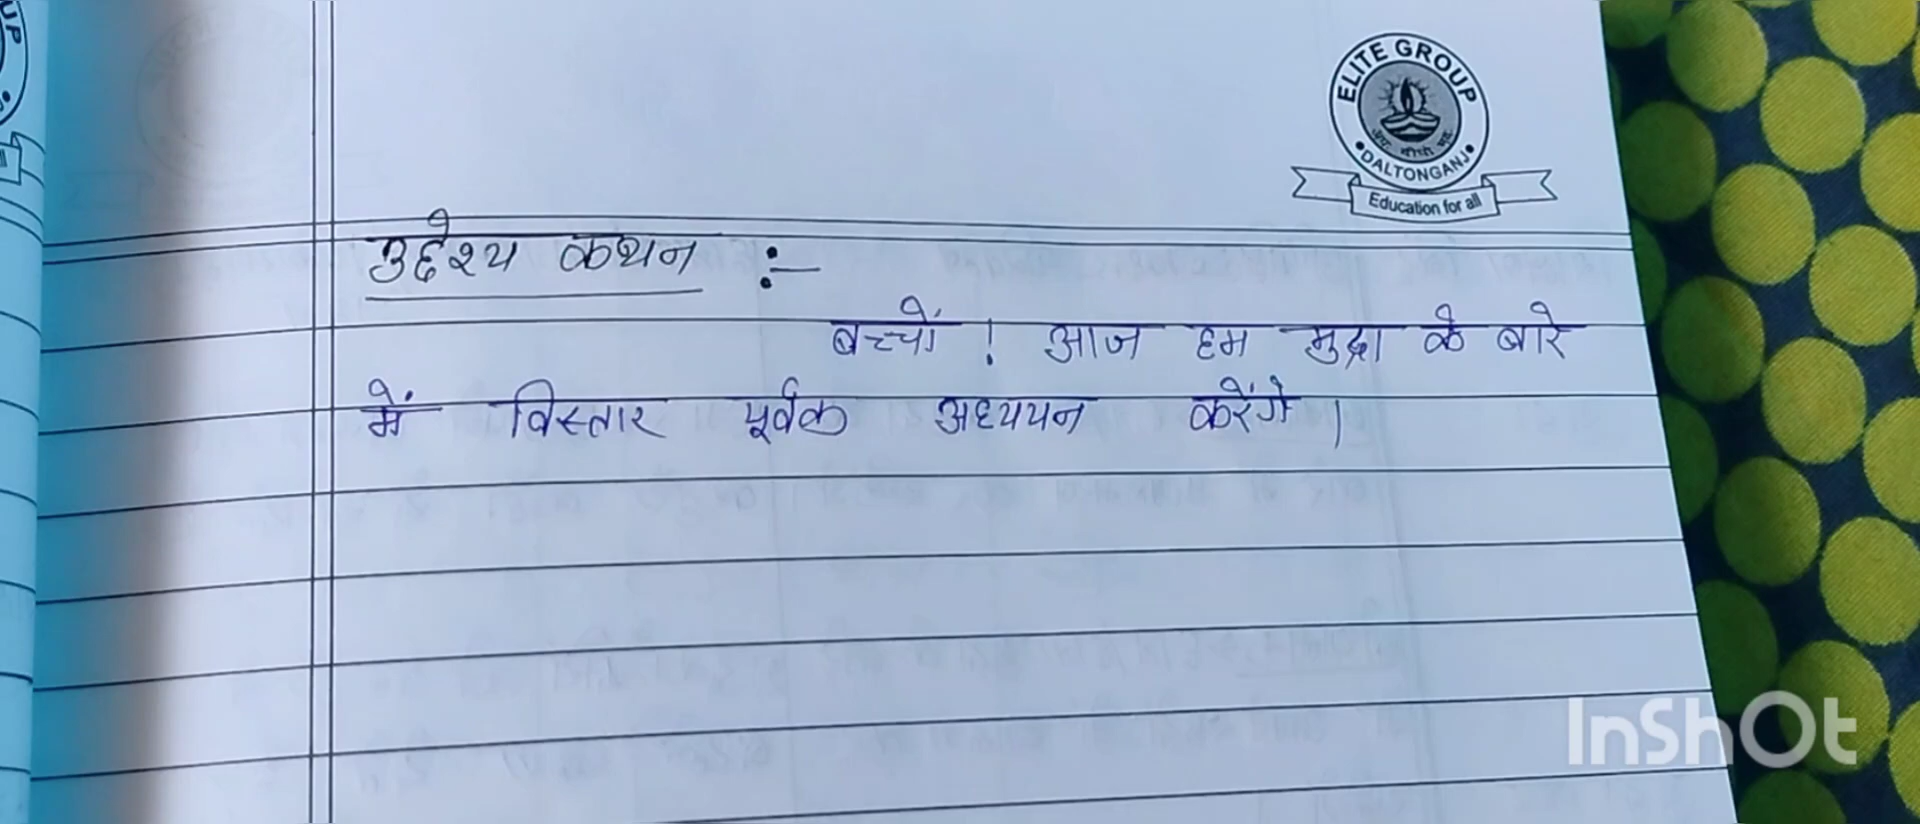 ELITE GROUP
DALTONGANJ
Education for all
उद्देश्य कथन :-
बच्चों ! आज हम मुद्रा के बारे
में विस्तार पूर्वक अध्ययन करेंगे।
InShOt